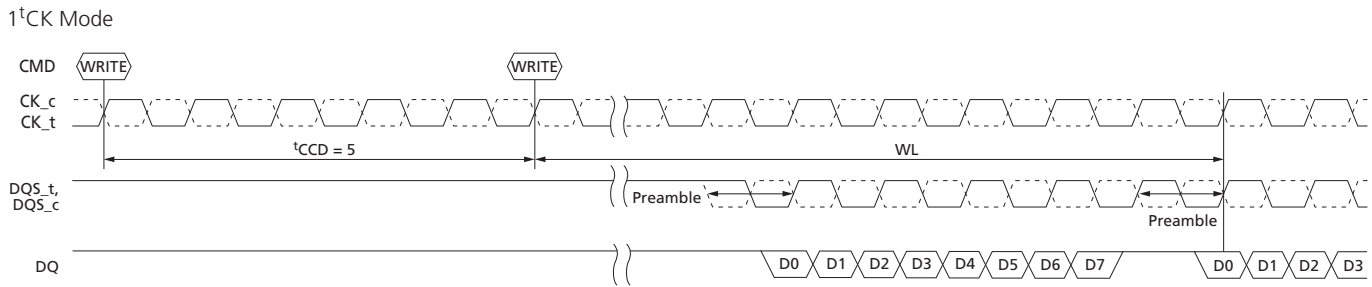 1tCK Mode
CMD WRITE WRITE
CK_c
CK_t
tCCD = 5 WL
DQS_t,
DQS_c
Preamble
Preamble
DQ D0 D1 D2 D3 D4 D5 D6 D7 D0 D1 D2 D3